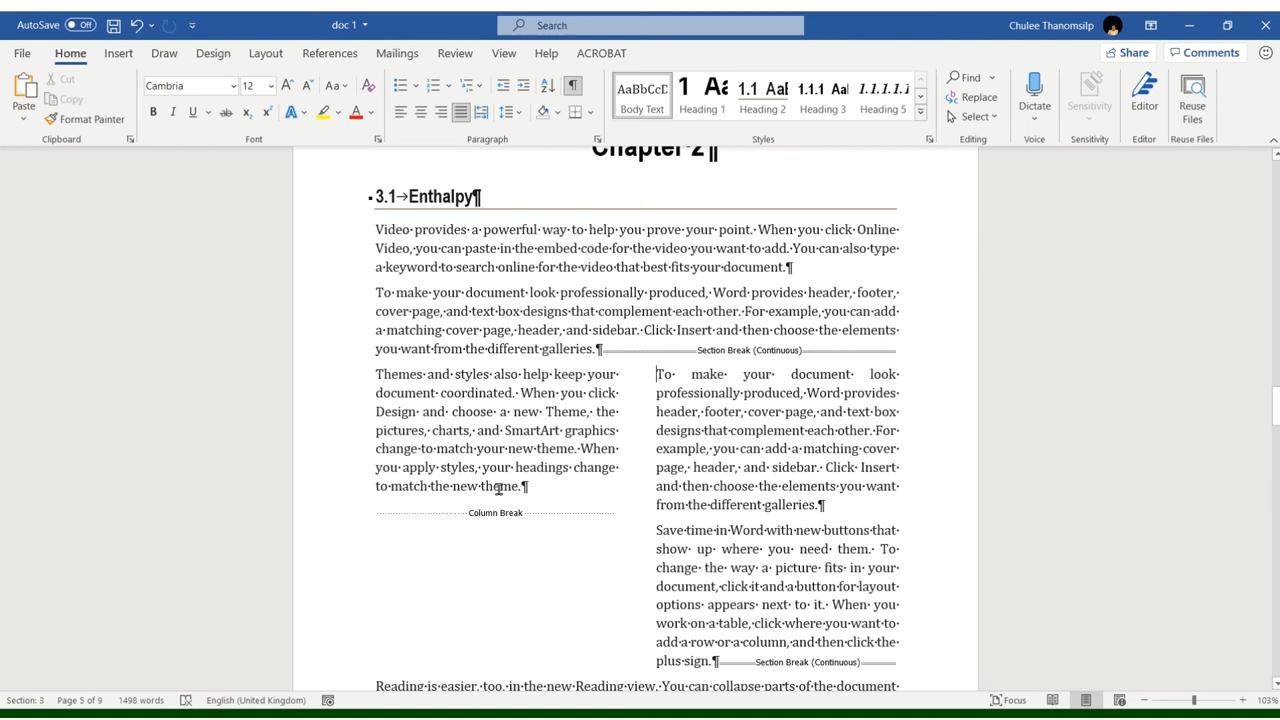 AutoSave Off doc 1 Search Chulee Thanomsilp
File Home Insert Draw Design Layout References Mailings Review View Help ACROBAT Share Comments
Paste Cut Copy Format Painter
Cambria 12 Aa
B I U ab x₂ x² A A
AaBbCcD Body Text
1 Aa Heading 1
1.1 AaB Heading 2
1.1.1 AaI Heading 3
1.1.1.1.1 Heading 5
Find Replace Select
Dictate Sensitivity Editor Reuse Files
Clipboard Font Paragraph Styles Editing Voice Sensitivity Editor Reuse Files
Chapter·2¶
3.1→Enthalpy¶
Video·provides·a·powerful·way·to·help·you·prove·your·point.·When·you·click·Online·
Video,·you·can·paste·in·the·embed·code·for·the·video·you·want·to·add.·You·can·also·type·
a·keyword·to·search·online·for·the·video·that·best·fits·your·document.¶
To·make·your·document·look·professionally·produced,·Word·provides·header,·footer,·
cover·page,·and·text·box·designs·that·complement·each·other.·For·example,·you·can·add·
a·matching·cover·page,·header,·and·sidebar.·Click·Insert·and·then·choose·the·elements·
you·want·from·the·different·galleries.¶ Section Break (Continuous)
Themes·and·styles·also·help·keep·your·
document·coordinated.·When·you·click·
Design·and·choose·a·new·Theme,·the·
pictures,·charts,·and·SmartArt·graphics·
change·to·match·your·new·theme.·When·
you·apply·styles,·your·headings·change·
to·match·the·new·theme.¶
Column Break
To·make·your·document·look·
professionally·produced,·Word·provides·
header,·footer,·cover·page,·and·text·box·
designs·that·complement·each·other.·For·
example,·you·can·add·a·matching·cover·
page,·header,·and·sidebar.·Click·Insert·
and·then·choose·the·elements·you·want·
from·the·different·galleries.¶
Save·time·in·Word·with·new·buttons·that·
show·up·where·you·need·them.·To·
change·the·way·a·picture·fits·in·your·
document,·click·it·and·a·button·for·layout·
options·appears·next·to·it.·When·you·
work·on·a·table,·click·where·you·want·to·
add·a·row·or·a·column,·and·then·click·the·
plus·sign.¶ Section Break (Continuous)
Reading·is·easier,·too,·in·the·new·Reading·view.·You·can·collapse·parts·of·the·document·
Section: 3 Page 5 of 9 1498 words English (United Kingdom) Focus 103%